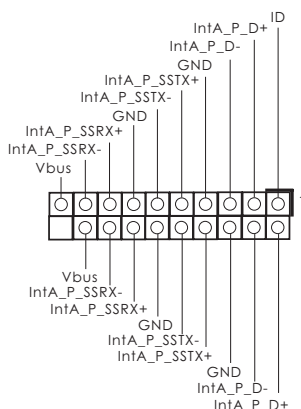 ID
IntA_P_D+
IntA_P_D-
GND
IntA_P_SSTX+
IntA_P_SSTX-
GND
IntA_P_SSRX+
IntA_P_SSRX-
Vbus
Vbus
IntA_P_SSRX-
IntA_P_SSRX+
GND
IntA_P_SSTX-
IntA_P_SSTX+
GND
IntA_P_D-
IntA_P_D+